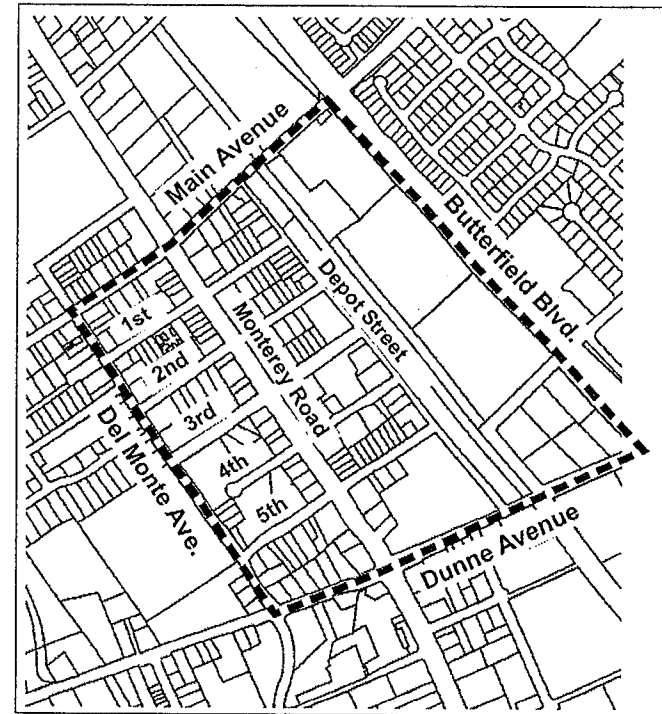 Main Avenue
Butterfield Blvd.
Depot Street
Monterey Road
1st
2nd
3rd
4th
5th
Del Monte Ave.
Dunne Avenue